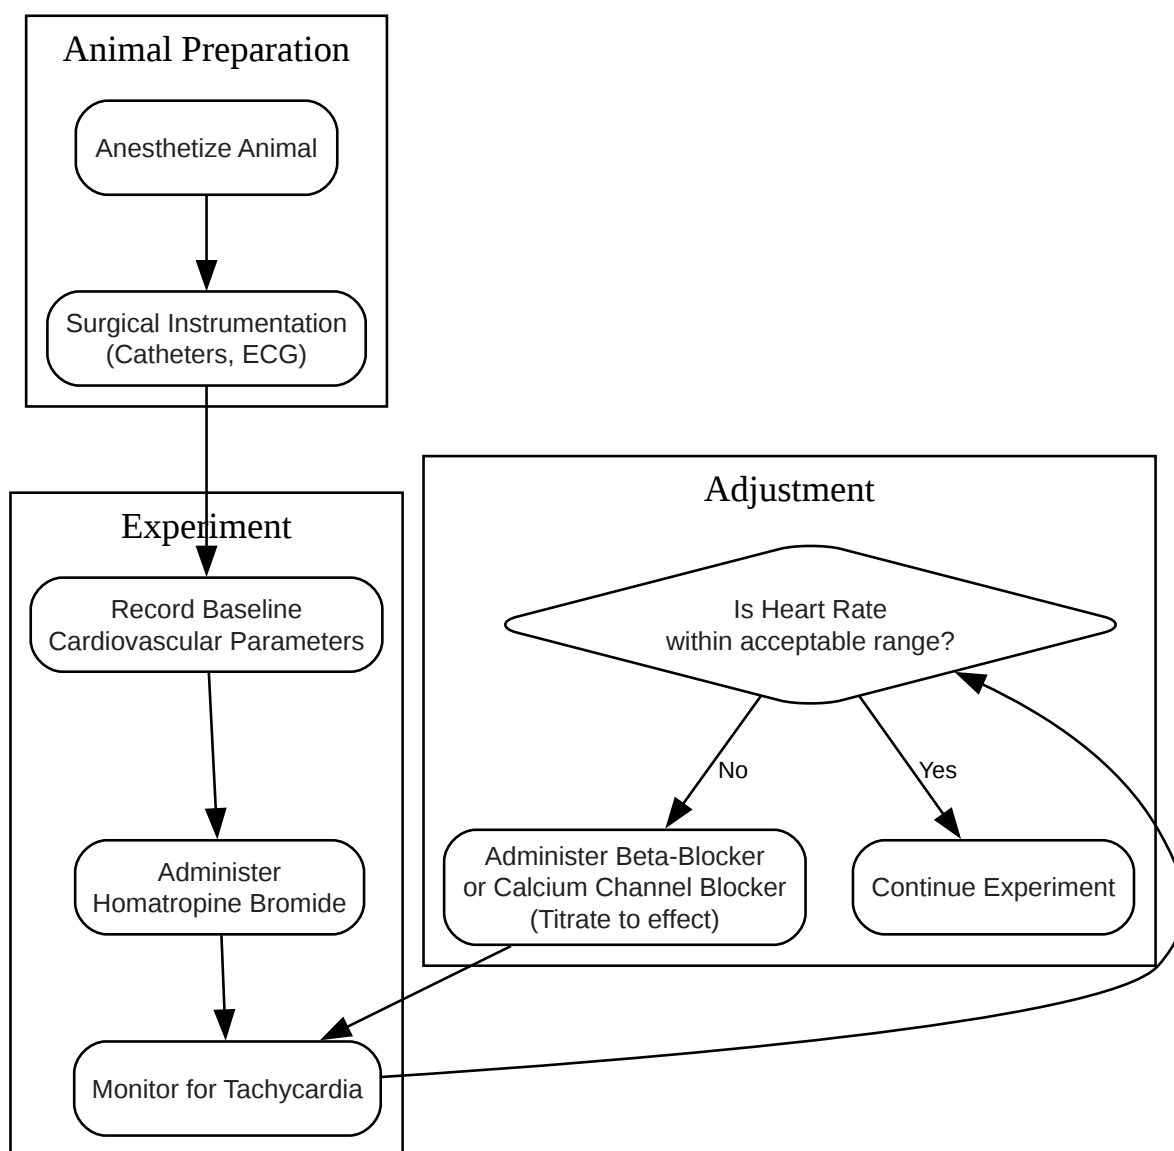 Animal Preparation
Anesthetize Animal
Surgical Instrumentation
(Catheters, ECG)
Experiment
Record Baseline
Cardiovascular Parameters
Administer
Homatropine Bromide
Monitor for Tachycardia
Adjustment
Is Heart Rate
within acceptable range?
No
Yes
Administer Beta-Blocker
or Calcium Channel Blocker
(Titrate to effect)
Continue Experiment